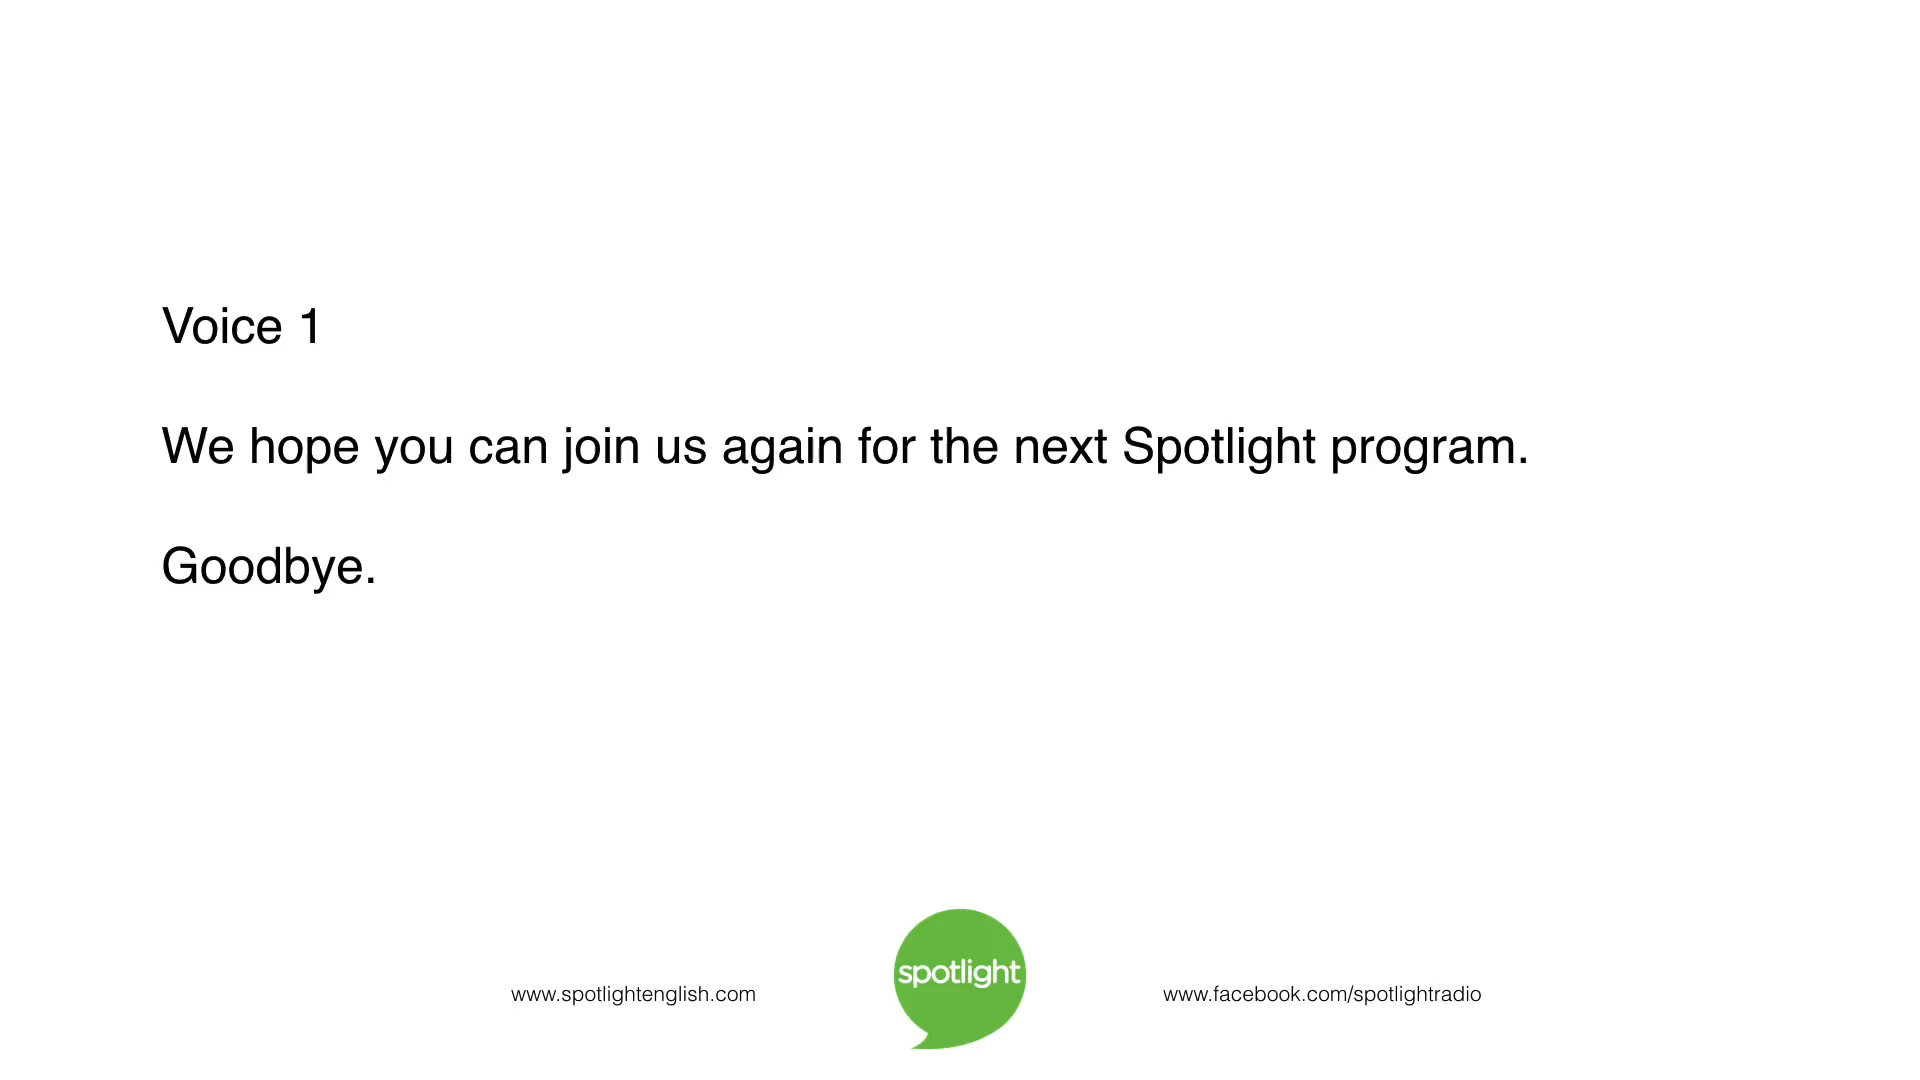 Voice 1
We hope you can join us again for the next Spotlight program.
Goodbye.
spotlight
www.spotlightenglish.com
www.facebook.com/spotlightradio